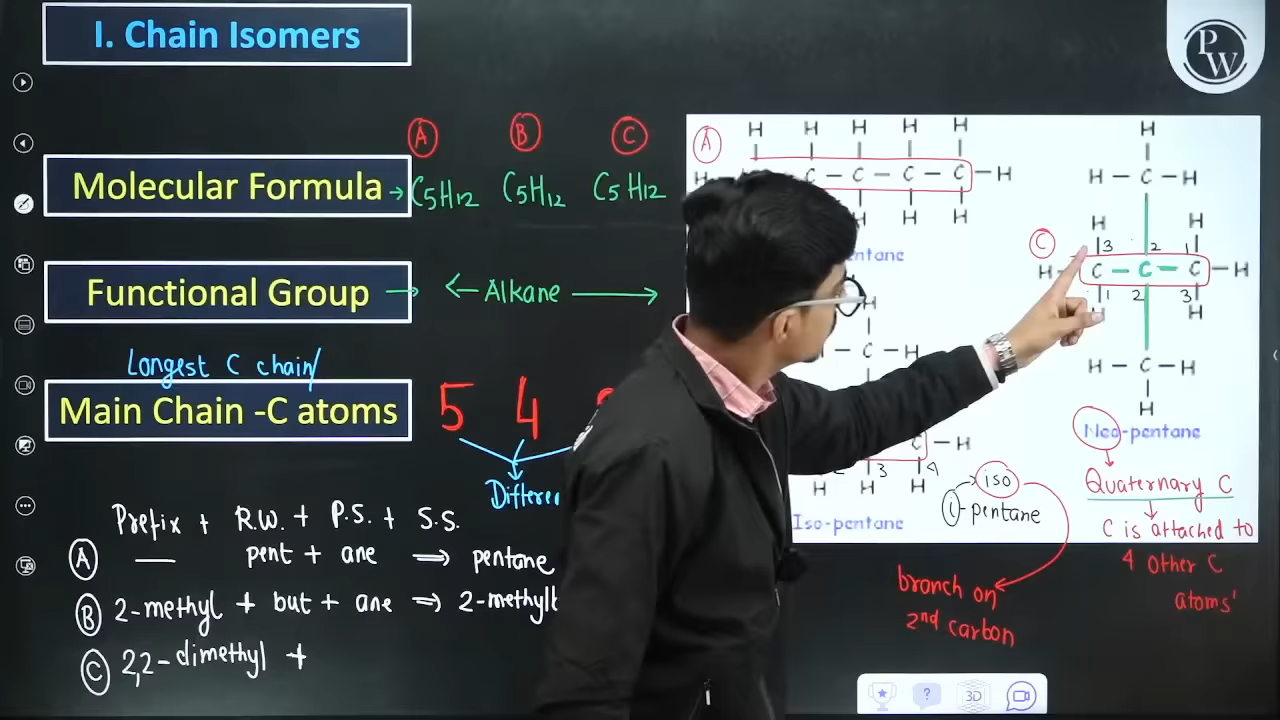 I. Chain Isomers
PW
A B C
Molecular Formula → C5H12 C5H12 C5H12
Functional Group → ← Alkane →
Longest C chain/
Main Chain -C atoms 5 4
Prefix + R.W. + P.S. + S.S.
A — pent + ane ⇒ pentane
B 2-methyl + but + ane ⇒
C 2,2-dimethyl +
A
H H H H H
C – C – C – C – H
H H H
C
H
H – C – H
H H
3 2 1
H C – C – C – H
1 2 3
H H
H – C – H
H
Neo-pentane
Quaternary C
C is attached to
4 other C
atoms
H
– C – H
C – H
3 4
H H H
Iso-pentane
iso
i-pentane
branch on
2nd carbon
?
3D